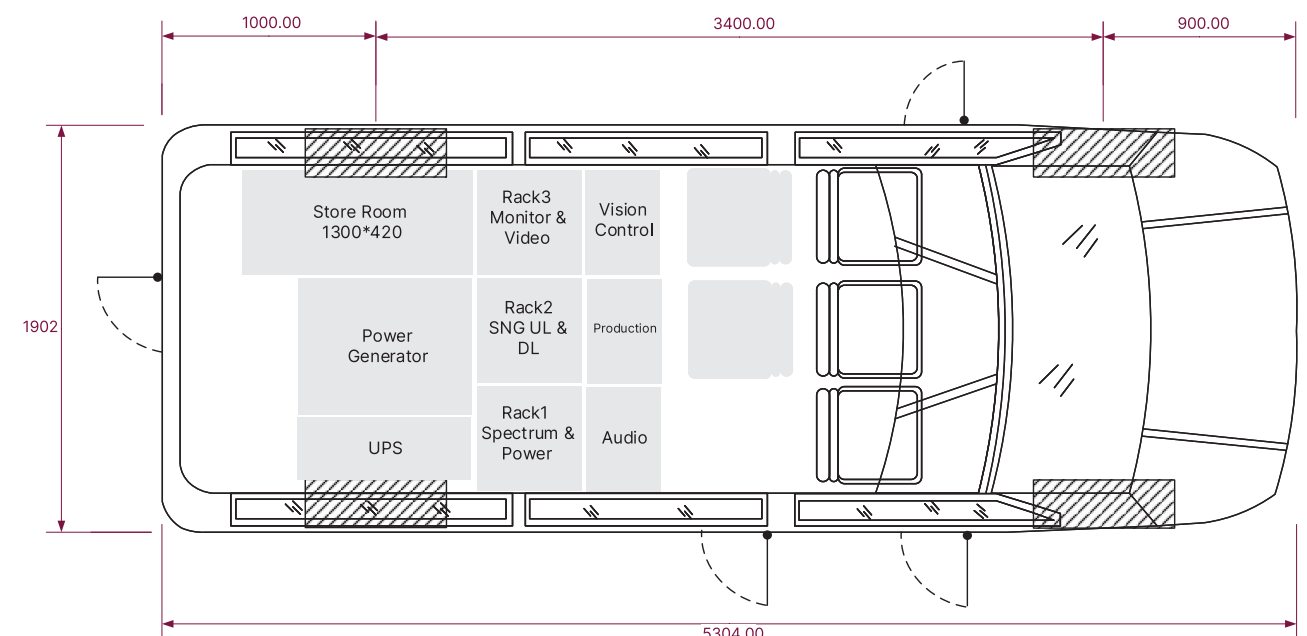 1000.00
3400.00
900.00
Store Room
1300*420
Rack3
Monitor &
Video
Vision
Control
1902
Power
Generator
Rack2
SNG UL &
DL
Production
UPS
Rack1
Spectrum &
Power
Audio
5304.00